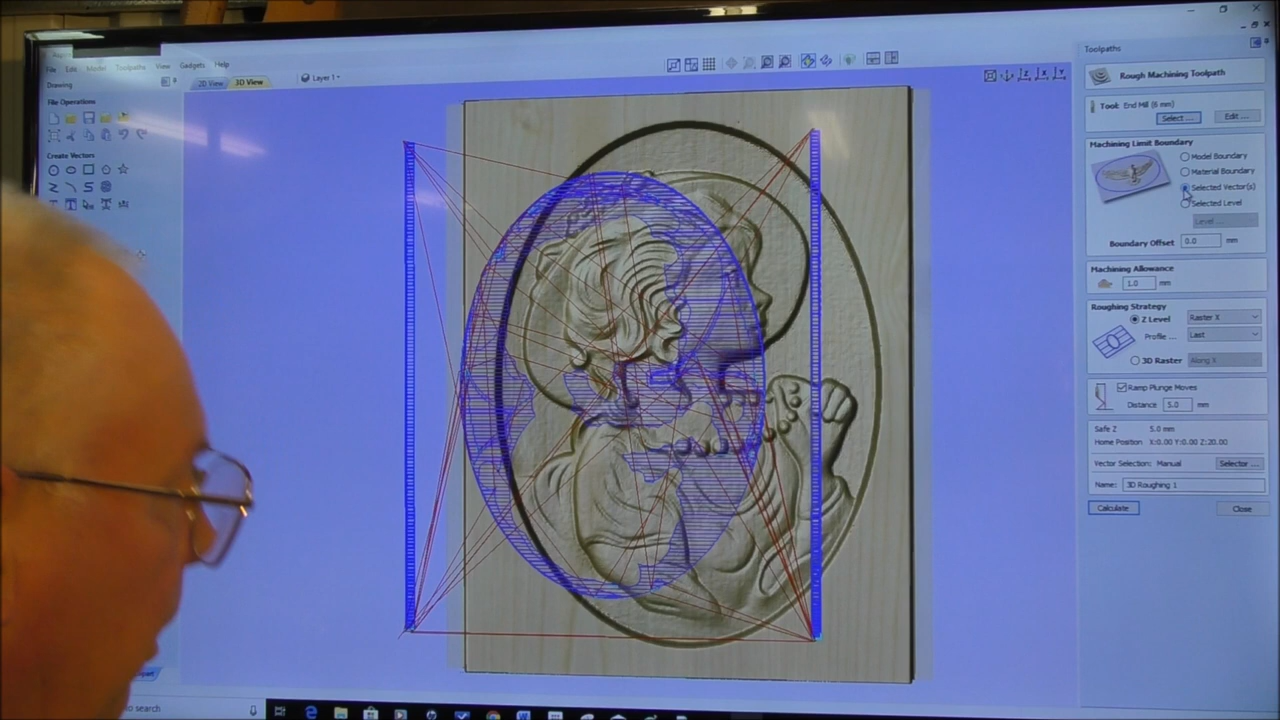 File Edit Model Toolpaths View Gadgets Help
Drawing
2D View 3D View
Layer 1
File Operations
Create Vectors
Toolpaths
Rough Machining Toolpath
Tool: End Mill (6 mm)
Select ... Edit ...
Machining Limit Boundary
Model Boundary
Material Boundary
Selected Vector(s)
Selected Level
Level ...
Boundary Offset 0.0 mm
Machining Allowance
1.0 mm
Roughing Strategy
Z Level Raster X
Profile ... Last
3D Raster Along X
Ramp Plunge Moves
Distance 5.0 mm
Safe Z 5.0 mm
Home Position X:0.00 Y:0.00 Z:20.00
Vector Selection: Manual Selector ...
Name: 3D Roughing 1
Calculate Close
to search